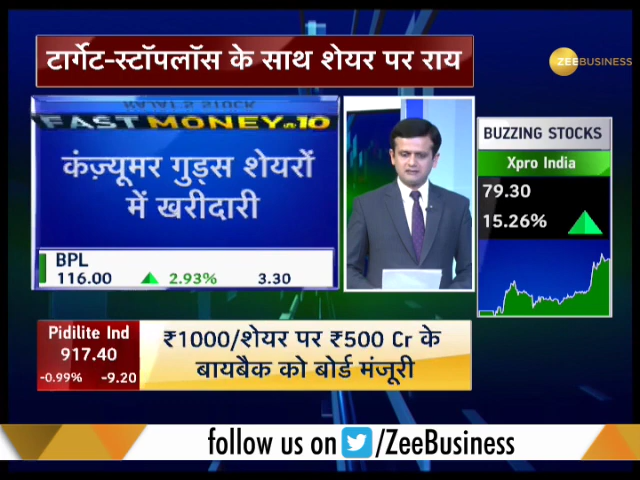 टार्गेट-स्टॉपलॉस के साथ शेयर पर राय
ZEEBUSINESS
FAST MONEY in 10
कंज़्यूमर गुड्स शेयरों
में खरीदारी
BPL
116.00 2.93% 3.30
BUZZING STOCKS
Xpro India
79.30
15.26%
Pidilite Ind
917.40
-0.99% -9.20
₹1000/शेयर पर ₹500 Cr के
बायबैक को बोर्ड मंजूरी
follow us on /ZeeBusiness